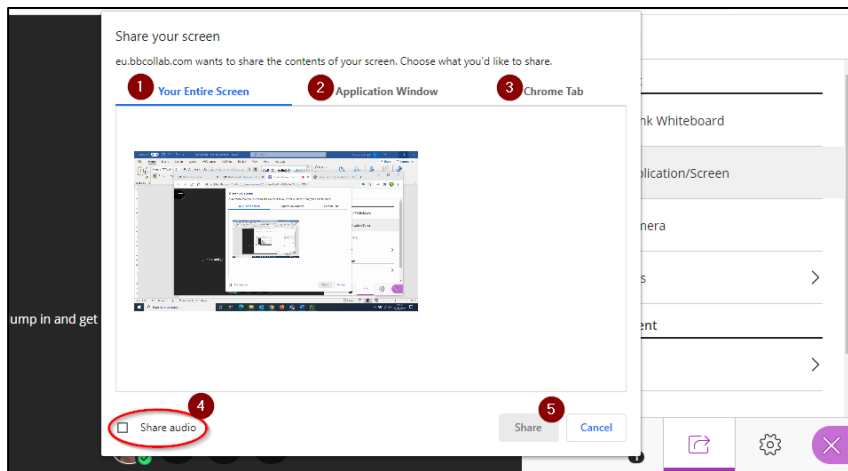 Share your screen
eu.bbcollab.com wants to share the contents of your screen. Choose what you'd like to share.
1 Your Entire Screen 2 Application Window 3 Chrome Tab
nk Whiteboard
plication/Screen
mera
s
ent
ump in and get
4 5
Share audio Share Cancel